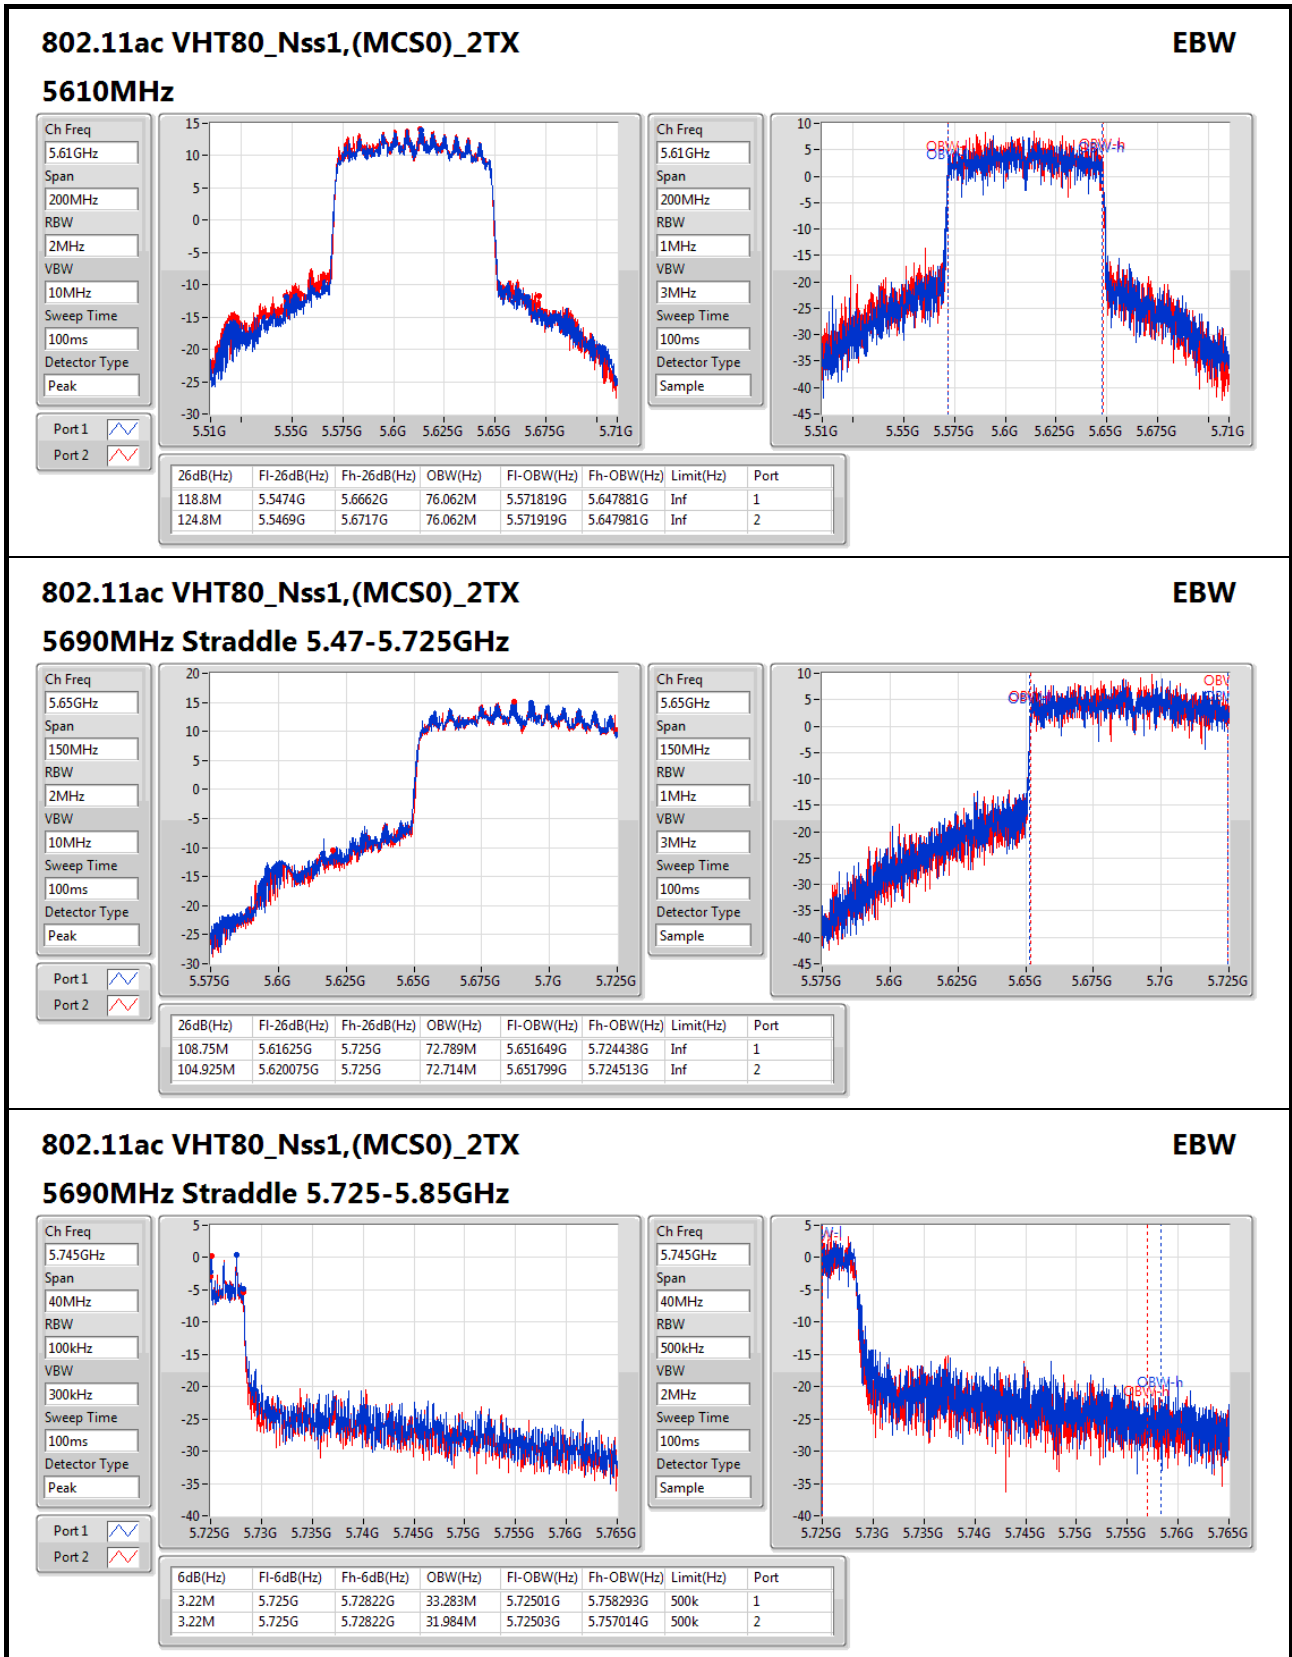 802.11ac VHT80_Nss1,(MCS0)_2TX EBW
5610MHz
Ch Freq
5.61GHz
Span
200MHz
RBW
2MHz
VBW
10MHz
Sweep Time
100ms
Detector Type
Peak
Port 1
Port 2
15
10
5
0
-5
-10
-15
-20
-25
-30
5.51G 5.55G 5.575G 5.6G 5.625G 5.65G 5.675G 5.71G
Ch Freq
5.61GHz
Span
200MHz
RBW
1MHz
VBW
3MHz
Sweep Time
100ms
Detector Type
Sample
10
5
0
-5
-10
-15
-20
-25
-30
-35
-40
-45
OBW-h
5.51G 5.55G 5.575G 5.6G 5.625G 5.65G 5.675G 5.71G
26dB(Hz) Fl-26dB(Hz) Fh-26dB(Hz) OBW(Hz) Fl-OBW(Hz) Fh-OBW(Hz) Limit(Hz) Port
118.8M 5.5474G 5.6662G 76.062M 5.571819G 5.647881G Inf 1
124.8M 5.5469G 5.6717G 76.062M 5.571919G 5.647981G Inf 2
802.11ac VHT80_Nss1,(MCS0)_2TX EBW
5690MHz Straddle 5.47-5.725GHz
Ch Freq
5.65GHz
Span
150MHz
RBW
2MHz
VBW
10MHz
Sweep Time
100ms
Detector Type
Peak
Port 1
Port 2
20
15
10
5
0
-5
-10
-15
-20
-25
-30
5.575G 5.6G 5.625G 5.65G 5.675G 5.7G 5.725G
Ch Freq
5.65GHz
Span
150MHz
RBW
1MHz
VBW
3MHz
Sweep Time
100ms
Detector Type
Sample
10
5
0
-5
-10
-15
-20
-25
-30
-35
-40
-45
5.575G 5.6G 5.625G 5.65G 5.675G 5.7G 5.725G
26dB(Hz) Fl-26dB(Hz) Fh-26dB(Hz) OBW(Hz) Fl-OBW(Hz) Fh-OBW(Hz) Limit(Hz) Port
108.75M 5.61625G 5.725G 72.789M 5.651649G 5.724438G Inf 1
104.925M 5.620075G 5.725G 72.714M 5.651799G 5.724513G Inf 2
802.11ac VHT80_Nss1,(MCS0)_2TX EBW
5690MHz Straddle 5.725-5.85GHz
Ch Freq
5.745GHz
Span
40MHz
RBW
100kHz
VBW
300kHz
Sweep Time
100ms
Detector Type
Peak
Port 1
Port 2
5
0
-5
-10
-15
-20
-25
-30
-35
-40
5.725G 5.73G 5.735G 5.74G 5.745G 5.75G 5.755G 5.76G 5.765G
Ch Freq
5.745GHz
Span
40MHz
RBW
500kHz
VBW
2MHz
Sweep Time
100ms
Detector Type
Sample
5
0
-5
-10
-15
-20
-25
-30
-35
-40
W-l
OBW-h
OBW-h
5.725G 5.73G 5.735G 5.74G 5.745G 5.75G 5.755G 5.76G 5.765G
6dB(Hz) Fl-6dB(Hz) Fh-6dB(Hz) OBW(Hz) Fl-OBW(Hz) Fh-OBW(Hz) Limit(Hz) Port
3.22M 5.725G 5.72822G 33.283M 5.72501G 5.758293G 500k 1
3.22M 5.725G 5.72822G 31.984M 5.72503G 5.757014G 500k 2